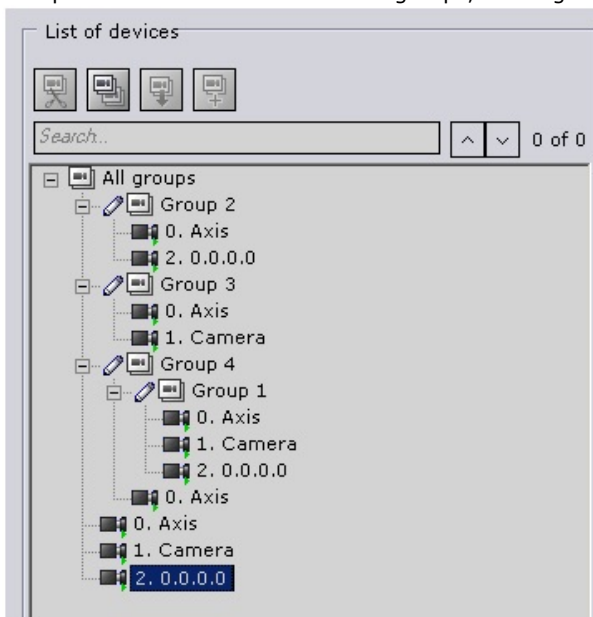 List of devices
Search..
0 of 0
All groups
Group 2
0. Axis
2. 0.0.0.0
Group 3
0. Axis
1. Camera
Group 4
Group 1
0. Axis
1. Camera
2. 0.0.0.0
0. Axis
0. Axis
1. Camera
2. 0.0.0.0